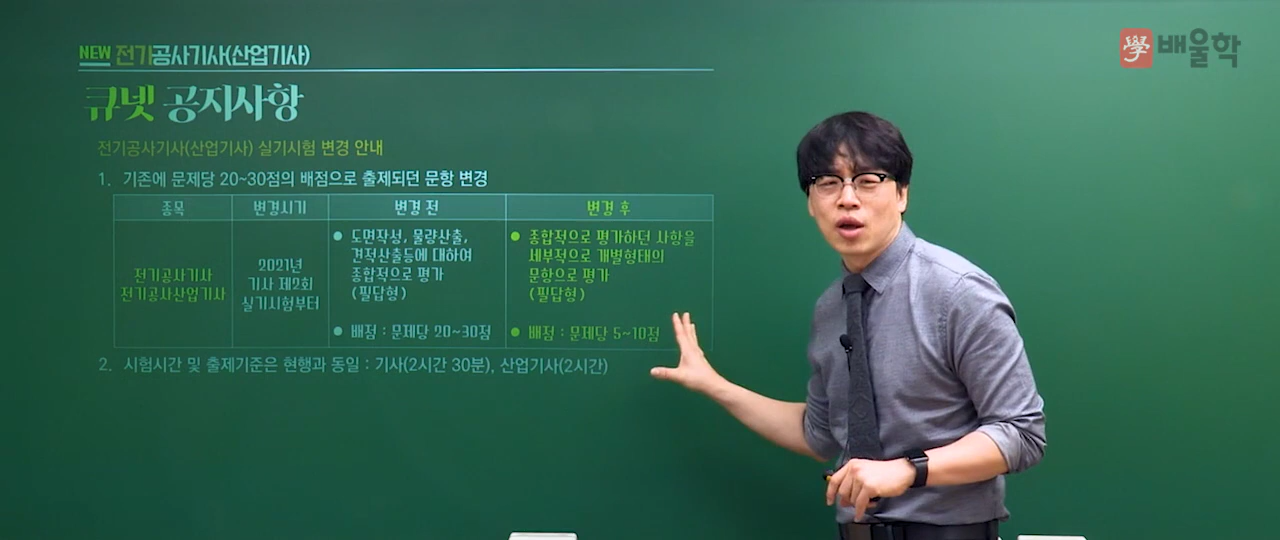 NEW 전기공사기사(산업기사)
學 배울학
큐넷 공지사항
전기공사기사(산업기사) 실기시험 변경 안내
1. 기존에 문제당 20~30점의 배점으로 출제되던 문항 변경
종목 변경시기 변경 전 변경 후
전기공사기사
전기공사산업기사
2021년
기사 제2회
실기시험부터
● 도면작성, 물량산출,
견적산출등에 대하여
종합적으로 평가
(필답형)
● 배점 : 문제당 20~30점
● 종합적으로 평가하던 사항을
세부적으로 개별형태의
문항으로 평가
(필답형)
● 배점 : 문제당 5~10점
2. 시험시간 및 출제기준은 현행과 동일 : 기사(2시간 30분), 산업기사(2시간)